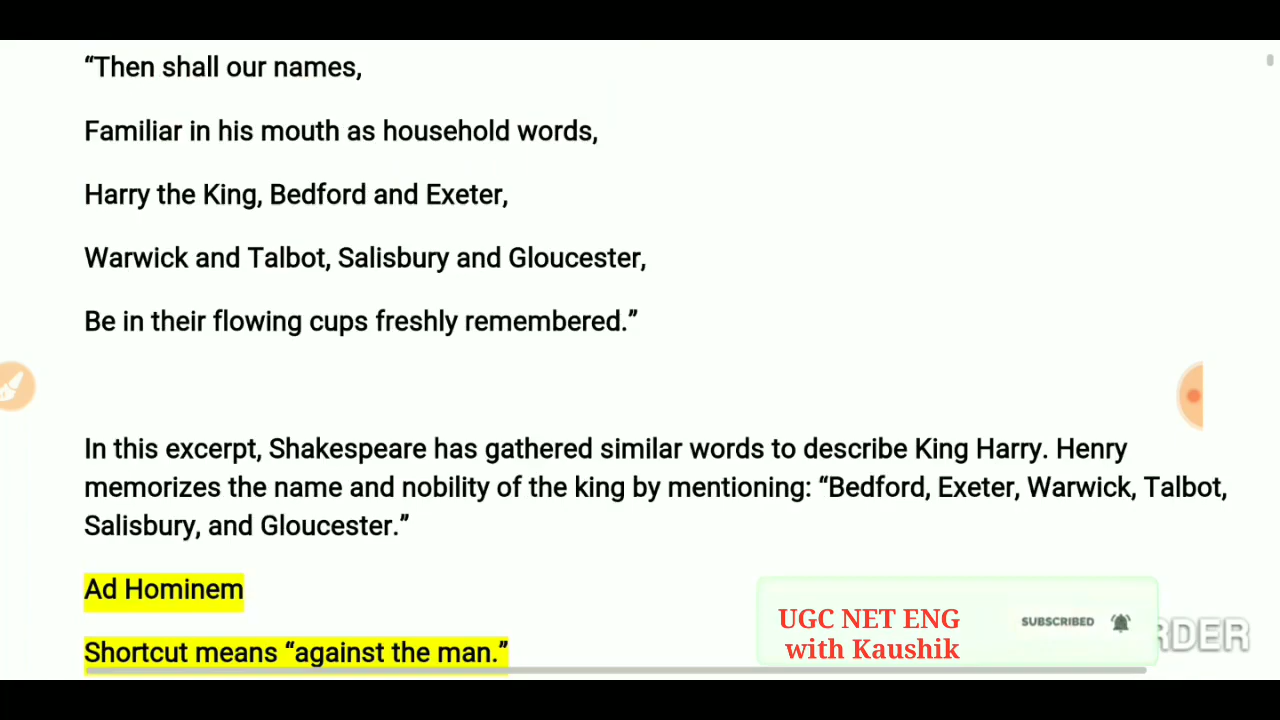 “Then shall our names,
Familiar in his mouth as household words,
Harry the King, Bedford and Exeter,
Warwick and Talbot, Salisbury and Gloucester,
Be in their flowing cups freshly remembered.”
In this excerpt, Shakespeare has gathered similar words to describe King Harry. Henry
memorizes the name and nobility of the king by mentioning: “Bedford, Exeter, Warwick, Talbot,
Salisbury, and Gloucester.”
Ad Hominem
Shortcut means “against the man.”
UGC NET ENG
with Kaushik
SUBSCRIBED